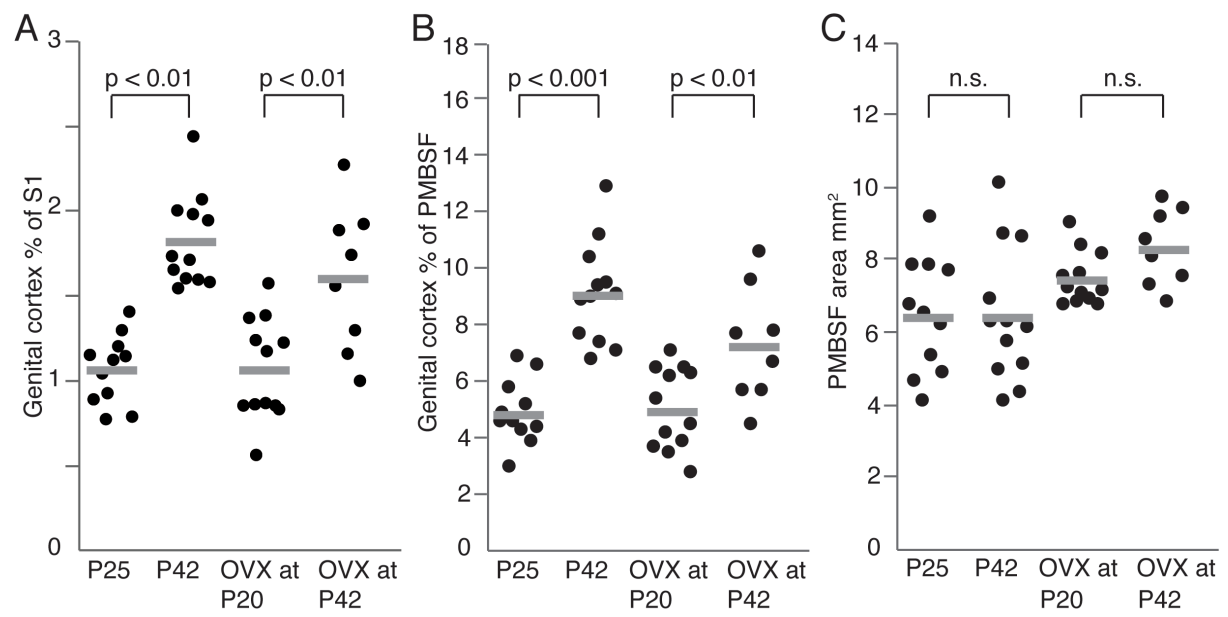 A
Genital cortex % of S1
3
2
1
0
p < 0.01
p < 0.01
P25
P42
OVX at
P20
OVX at
P42
B
Genital cortex % of PMBSF
18
16
14
12
10
8
6
4
2
0
p < 0.001
p < 0.01
P25
P42
OVX at
P20
OVX at
P42
C
PMBSF area mm²
14
12
10
8
6
4
2
0
n.s.
n.s.
P25
P42
OVX at
P20
OVX at
P42